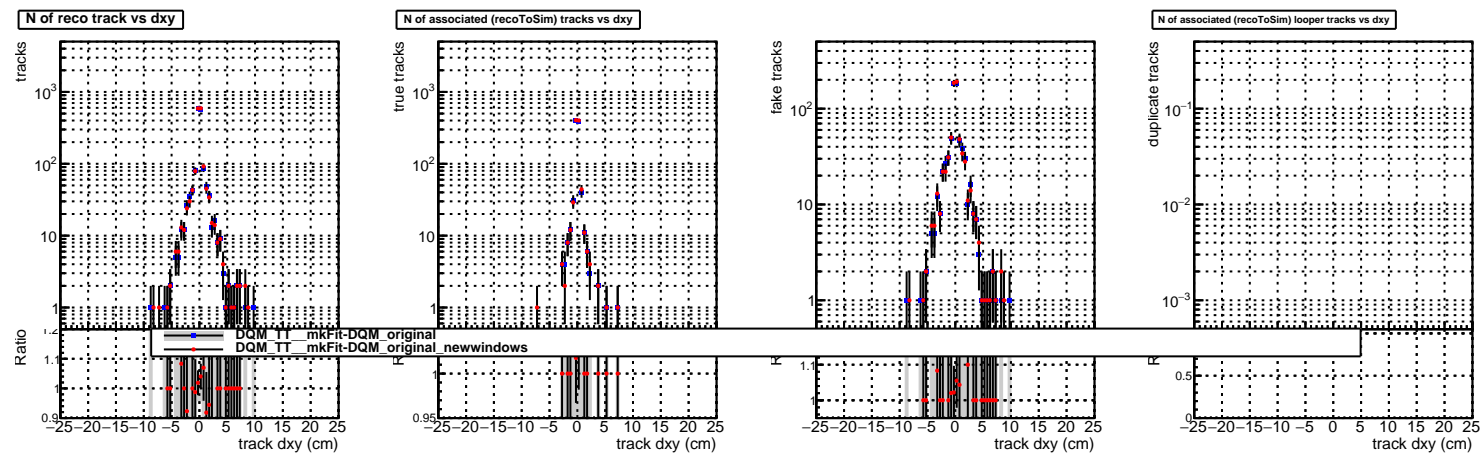 N of reco track vs dxy
N of associated (recoToSim) tracks vs dxy
N of associated (recoToSim) looper tracks vs dxy
tracks
10³
10²
10
1
true tracks
10³
10²
10
1
fake tracks
10²
10
1
duplicate tracks
10⁻¹
10⁻²
10⁻³
DQM_TT__mkFit-DQM_original
DQM_TT__mkFit-DQM_original_newwindows
Ratio
1.2
1.1
1
0.9
−25 −20 −15 −10 −5 0 5 10 15 20 25
track dxy (cm)
1
0.95
−25 −20 −15 −10 −5 0 5 10 15 20 25
track dxy (cm)
1.1
1
−25 −20 −15 −10 −5 0 5 10 15 20 25
track dxy (cm)
0.5
0
−25 −20 −15 −10 −5 0 5 10 15 20 25
track dxy (cm)